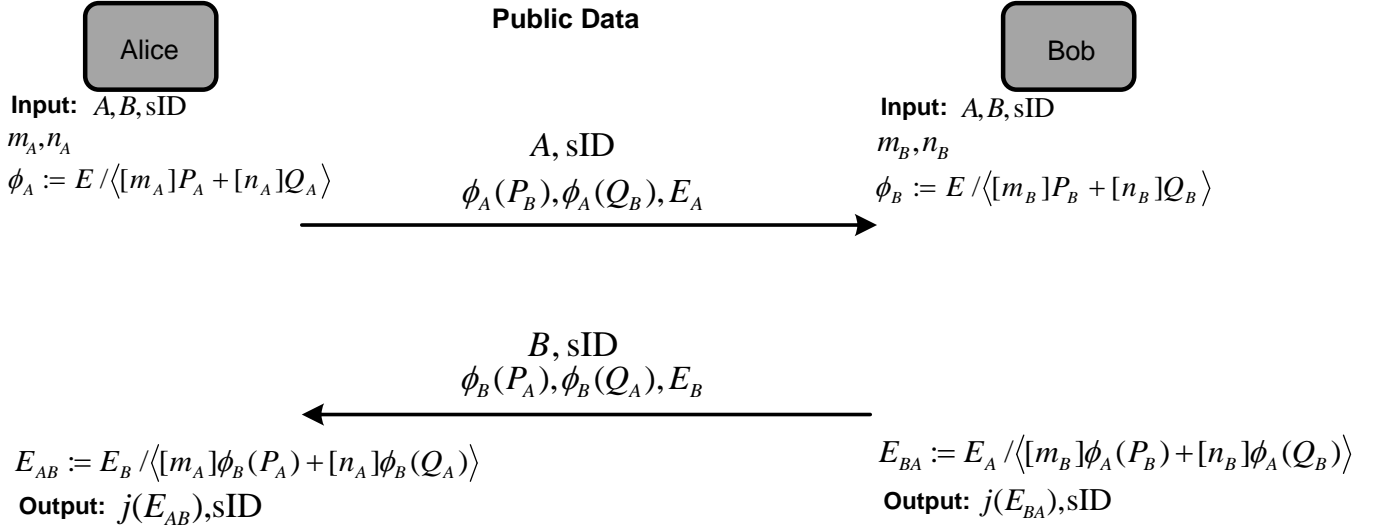 Public Data
Alice
Bob
Input: A, B, sID
m_A, n_A
ϕ_A := E / ⟨[m_A]P_A + [n_A]Q_A⟩
Input: A, B, sID
m_B, n_B
ϕ_B := E / ⟨[m_B]P_B + [n_B]Q_B⟩
A, sID
ϕ_A(P_B), ϕ_A(Q_B), E_A
B, sID
ϕ_B(P_A), ϕ_B(Q_A), E_B
E_AB := E_B / ⟨[m_A]ϕ_B(P_A) + [n_A]ϕ_B(Q_A)⟩
Output: j(E_AB),sID
E_BA := E_A / ⟨[m_B]ϕ_A(P_B) + [n_B]ϕ_A(Q_B)⟩
Output: j(E_BA),sID